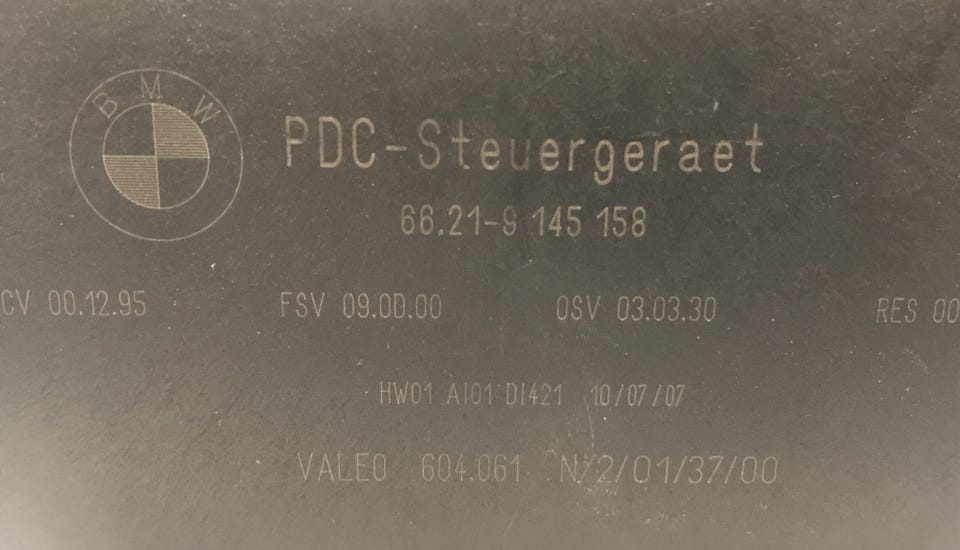 BMW
PDC-Steuergeraet
66.21-9 145 158
CV 00.12.95 FSV 09.0D.00 OSV 03.03.30 RES 00
HW01 AI01 DI421 10/07/07
VALEO 604.061 N/2/01/37/00